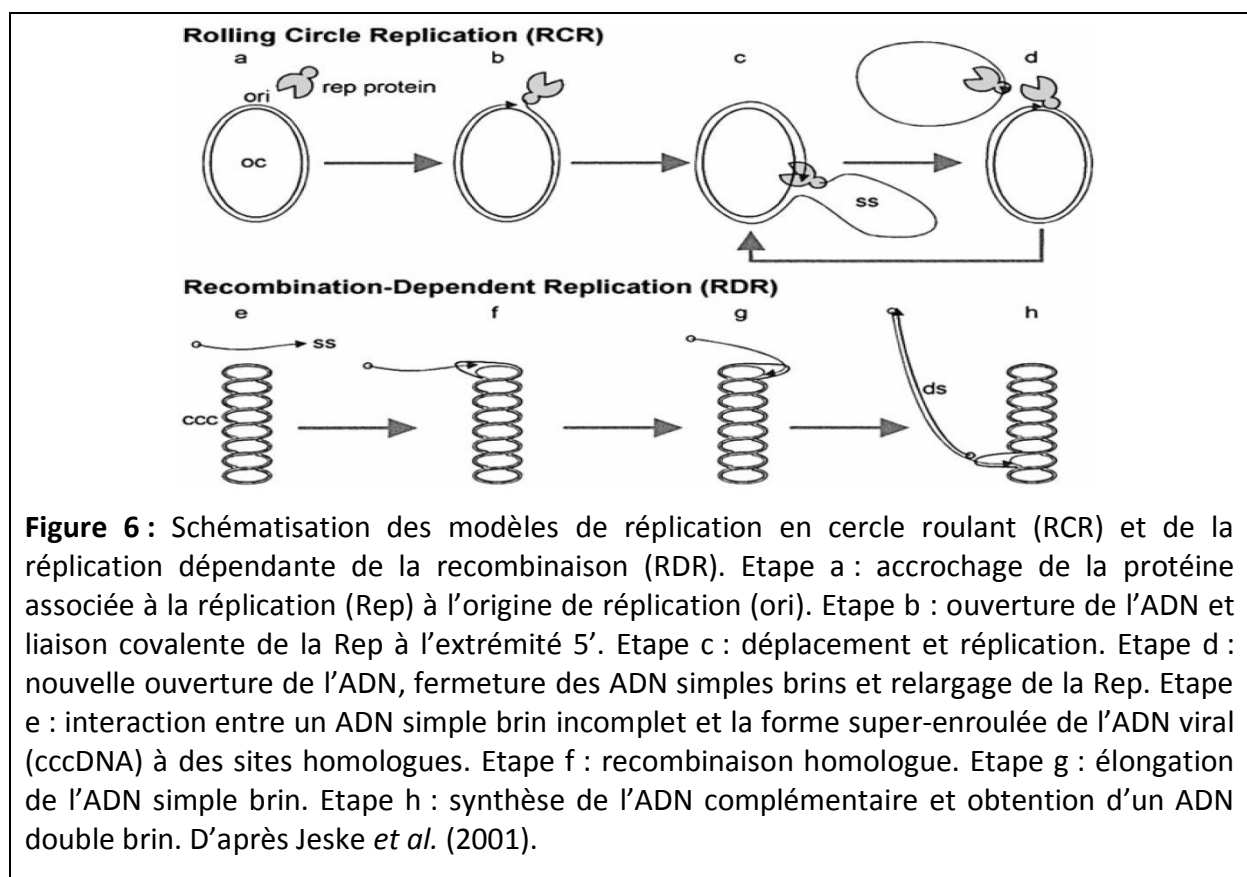 Rolling Circle Replication (RCR)
a b c d
ori rep protein
oc
ss
Recombination-Dependent Replication (RDR)
e f g h
ss
ccc
ds
Figure 6 : Schématisation des modèles de réplication en cercle roulant (RCR) et de la
réplication dépendante de la recombinaison (RDR). Etape a : accrochage de la protéine
associée à la réplication (Rep) à l’origine de réplication (ori). Etape b : ouverture de l’ADN et
liaison covalente de la Rep à l’extrémité 5’. Etape c : déplacement et réplication. Etape d :
nouvelle ouverture de l’ADN, fermeture des ADN simples brins et relargage de la Rep. Etape
e : interaction entre un ADN simple brin incomplet et la forme super-enroulée de l’ADN viral
(cccDNA) à des sites homologues. Etape f : recombinaison homologue. Etape g : élongation
de l’ADN simple brin. Etape h : synthèse de l’ADN complémentaire et obtention d’un ADN
double brin. D’après Jeske et al. (2001).